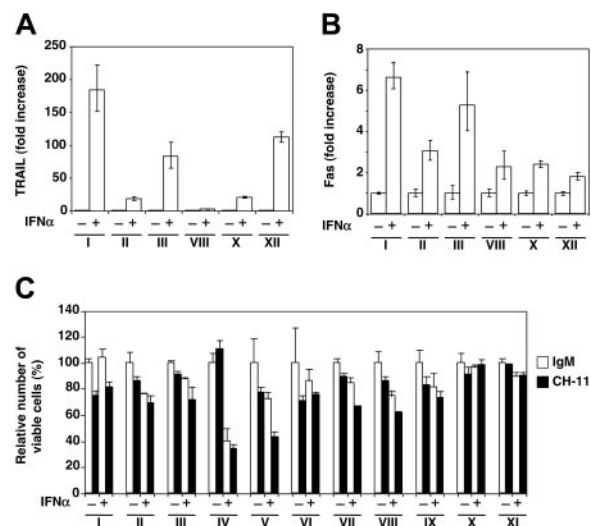 A
B
TRAIL (fold increase)
250
200
150
100
50
0
IFNα
− + − + − + − + − + − +
I II III VIII X XII
Fas (fold increase)
8
6
4
2
0
IFNα
− + − + − + − + − + − +
I II III VIII X XII
C
Relative number of
viable cells (%)
140
120
100
80
60
40
20
0
IgM
CH-11
IFNα
− + − + − + − + − + − + − + − + − + − + − +
I II III IV V VI VII VIII IX X XI